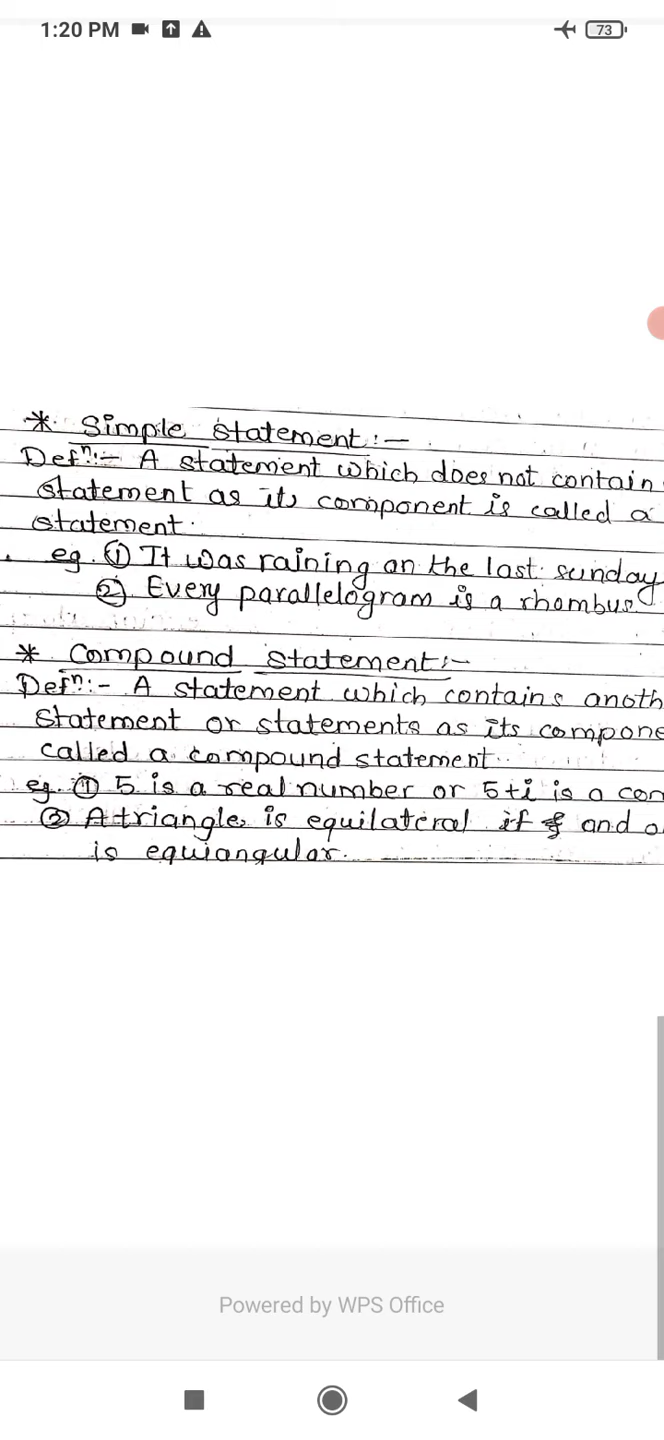 1:20 PM
73
* Simple statement:-
Defⁿ:- A statement which does not contain
statement as its component is called a
statement.
eg. ① It was raining on the last sunday
② Every parallelogram is a rhombus.
* Compound statement:-
Defⁿ:- A statement which contains anoth
statement or statements as its compone
called a compound statement.
eg. ① 5 is a real number or 5+i is a com
② A triangle is equilateral if and o
is equiangular.
Powered by WPS Office